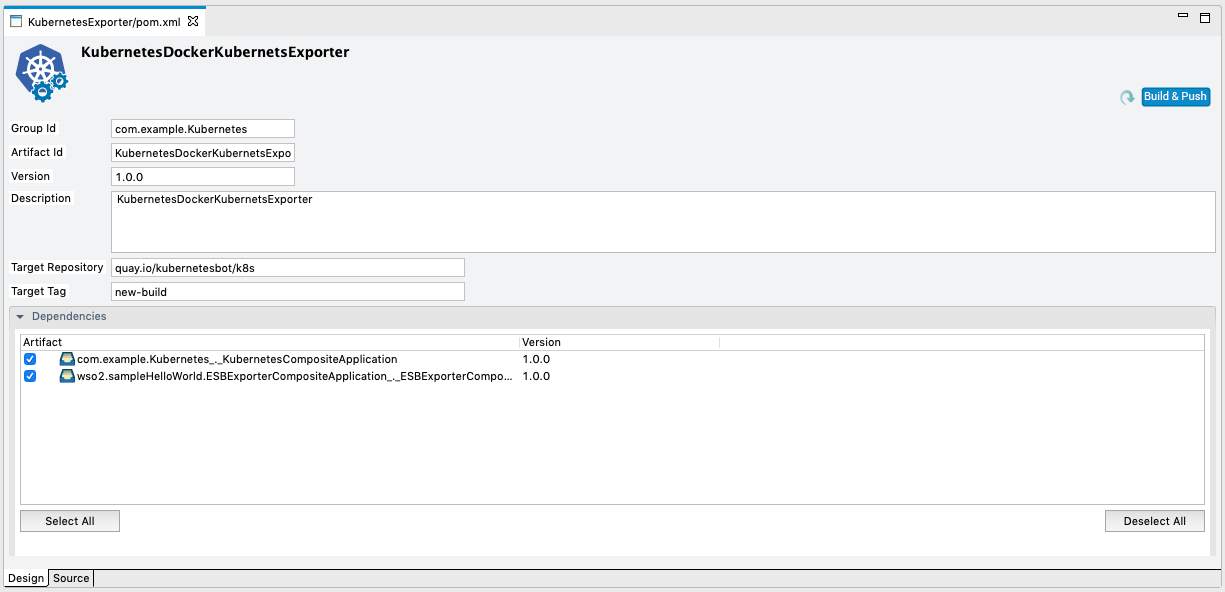 KubernetesExporter/pom.xml
KubernetesDockerKubernetsExporter
Build & Push
Group Id com.example.Kubernetes
Artifact Id KubernetesDockerKubernetsExpo
Version 1.0.0
Description KubernetesDockerKubernetsExporter
Target Repository quay.io/kubernetesbot/k8s
Target Tag new-build
Dependencies
Artifact Version
com.example.Kubernetes_._KubernetesCompositeApplication 1.0.0
wso2.sampleHelloWorld.ESBExporterCompositeApplication_._ESBExporterCompo... 1.0.0
Select All Deselect All
Design Source